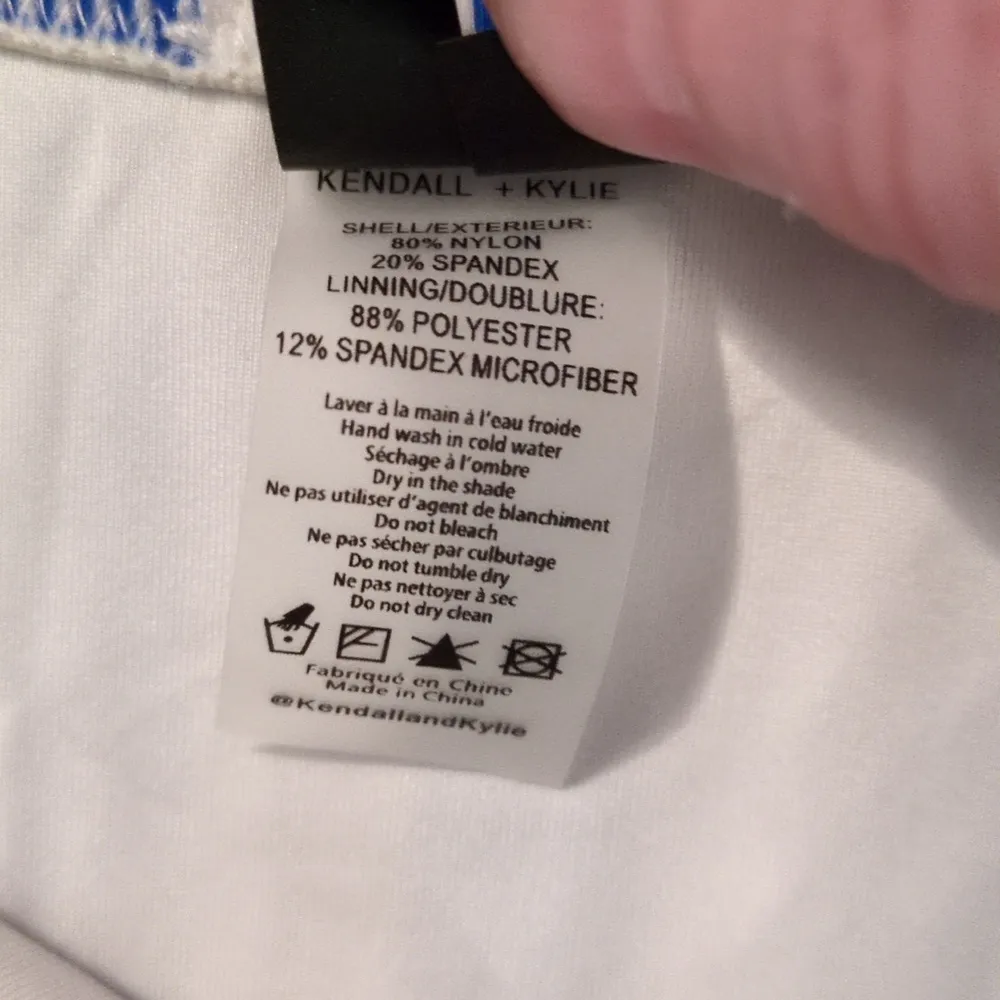 KENDALL + KYLIE
SHELL/EXTERIEUR:
80% NYLON
20% SPANDEX
LINNING/DOUBLURE:
88% POLYESTER
12% SPANDEX MICROFIBER
Laver à la main á l'eau froide
Hand wash in cold water
Séchage à l'ombre
Dry in the shade
Ne pas utiliser d'agent de blanchiment
Do not bleach
Ne pas sécher par culbutage
Do not tumble dry
Ne pas nettoyer à sec
Do not dry clean
Fabriqué en Chine
Made in China
@KendallandKylie